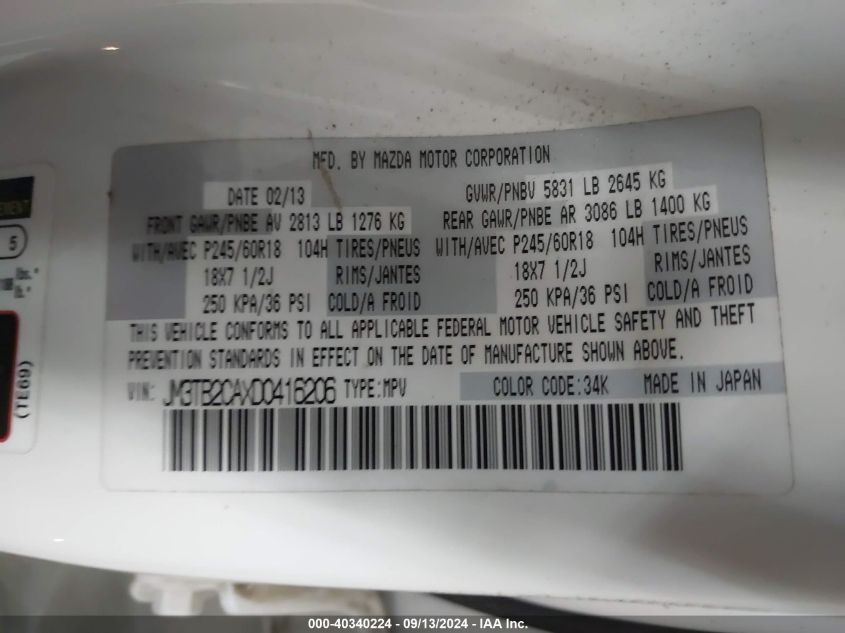 MFD. BY MAZDA MOTOR CORPORATION
DATE 02/13 GVWR/PNBV 5831 LB 2645 KG
FRONT GAWR/PNBE AV 2813 LB 1276 KG REAR GAWR/PNBE AR 3086 LB 1400 KG
WITH/AVEC P245/60R18 104H TIRES/PNEUS WITH/AVEC P245/60R18 104H TIRES/PNEUS
18X7 1/2J RIMS/JANTES 18X7 1/2J RIMS/JANTES
250 KPA/36 PSI COLD/A FROID 250 KPA/36 PSI COLD/A FROID
THIS VEHICLE CONFORMS TO ALL APPLICABLE FEDERAL MOTOR VEHICLE SAFETY AND THEFT
PREVENTION STANDARDS IN EFFECT ON THE DATE OF MANUFACTURE SHOWN ABOVE.
VIN: JM3TB2CAXD0416206 TYPE:MPV COLOR CODE:34K MADE IN JAPAN
5
lbs.
(TE69)
000-40340224 - 09/13/2024 - IAA Inc.